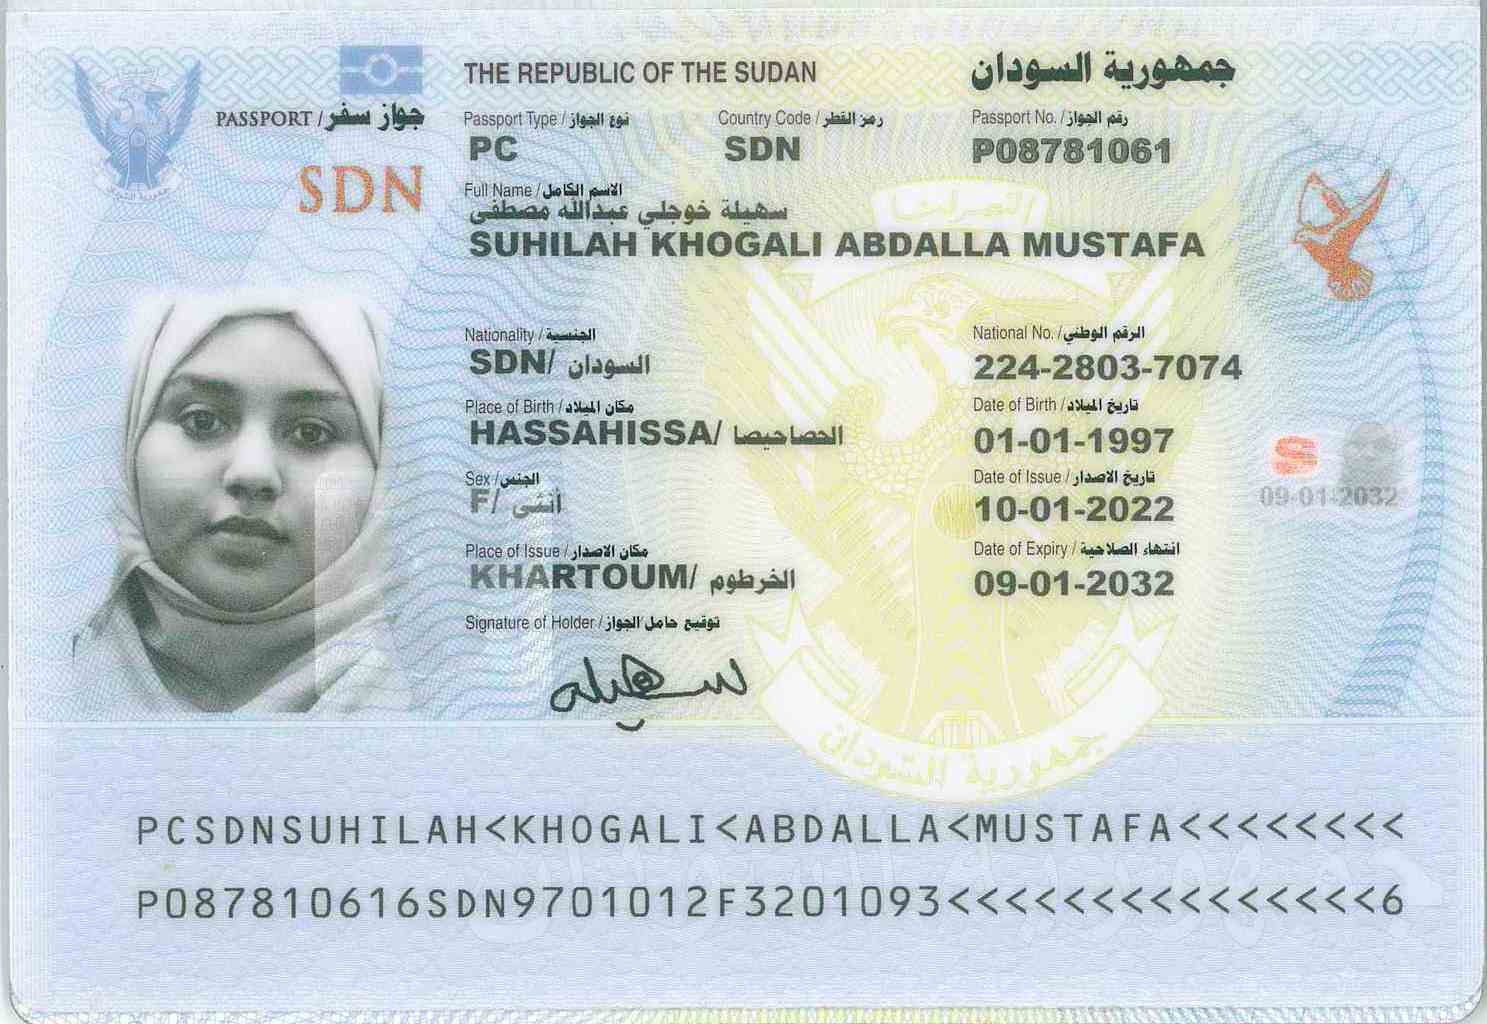 THE REPUBLIC OF THE SUDAN جمهورية السودان
PASSPORT / جواز سفر
SDN
Passport Type / نوع الجواز Country Code / رمز القطر Passport No. / رقم الجواز
PC SDN P08781061
Full Name / الاسم الكامل
سهيلة خوجلي عبدالله مصطفى
SUHILAH KHOGALI ABDALLA MUSTAFA
Nationality / الجنسية National No. / الرقم الوطني
SDN/ السودان 224-2803-7074
Place of Birth / مكان الميلاد Date of Birth / تاريخ الميلاد
HASSAHISSA/ الحصاحيصا 01-01-1997
Sex / الجنس Date of Issue / تاريخ الاصدار
F/ أنثى 10-01-2022
S
09-01-2032
Place of Issue / مكان الاصدار Date of Expiry / انتهاء الصلاحية
KHARTOUM/ الخرطوم 09-01-2032
Signature of Holder / توقيع حامل الجواز
سهيله
النصر لنا
جمهورية السودان
PCSDNSUHILAH<KHOGALI<ABDALLA<MUSTAFA<<<<<<<<
P087810616SDN9701012F3201093<<<<<<<<<<<<<<<6
جمهورية السودان